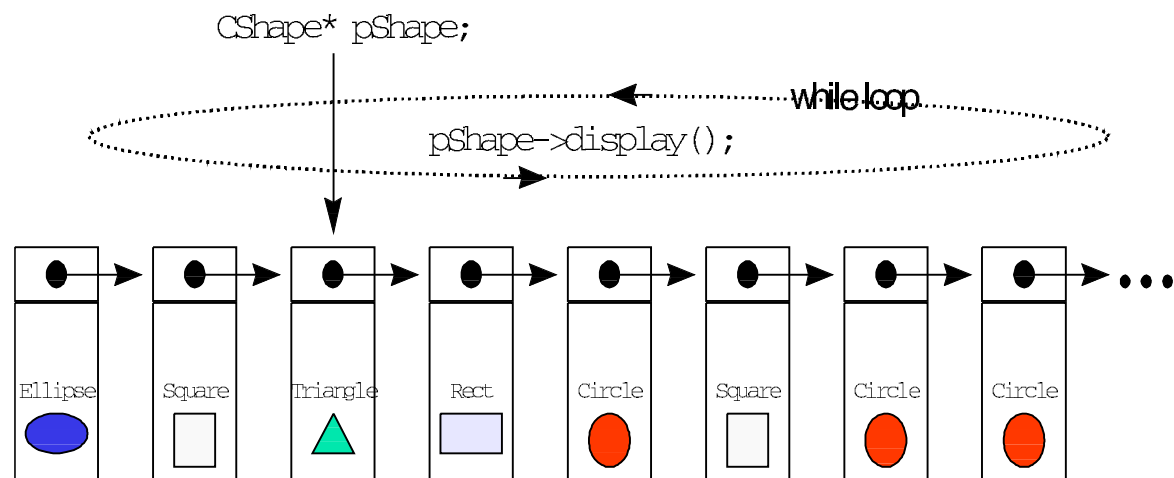 CShape* pShape;
while loop
pShape->display();
Ellipse
Square
Triangle
Rect
Circle
Square
Circle
Circle